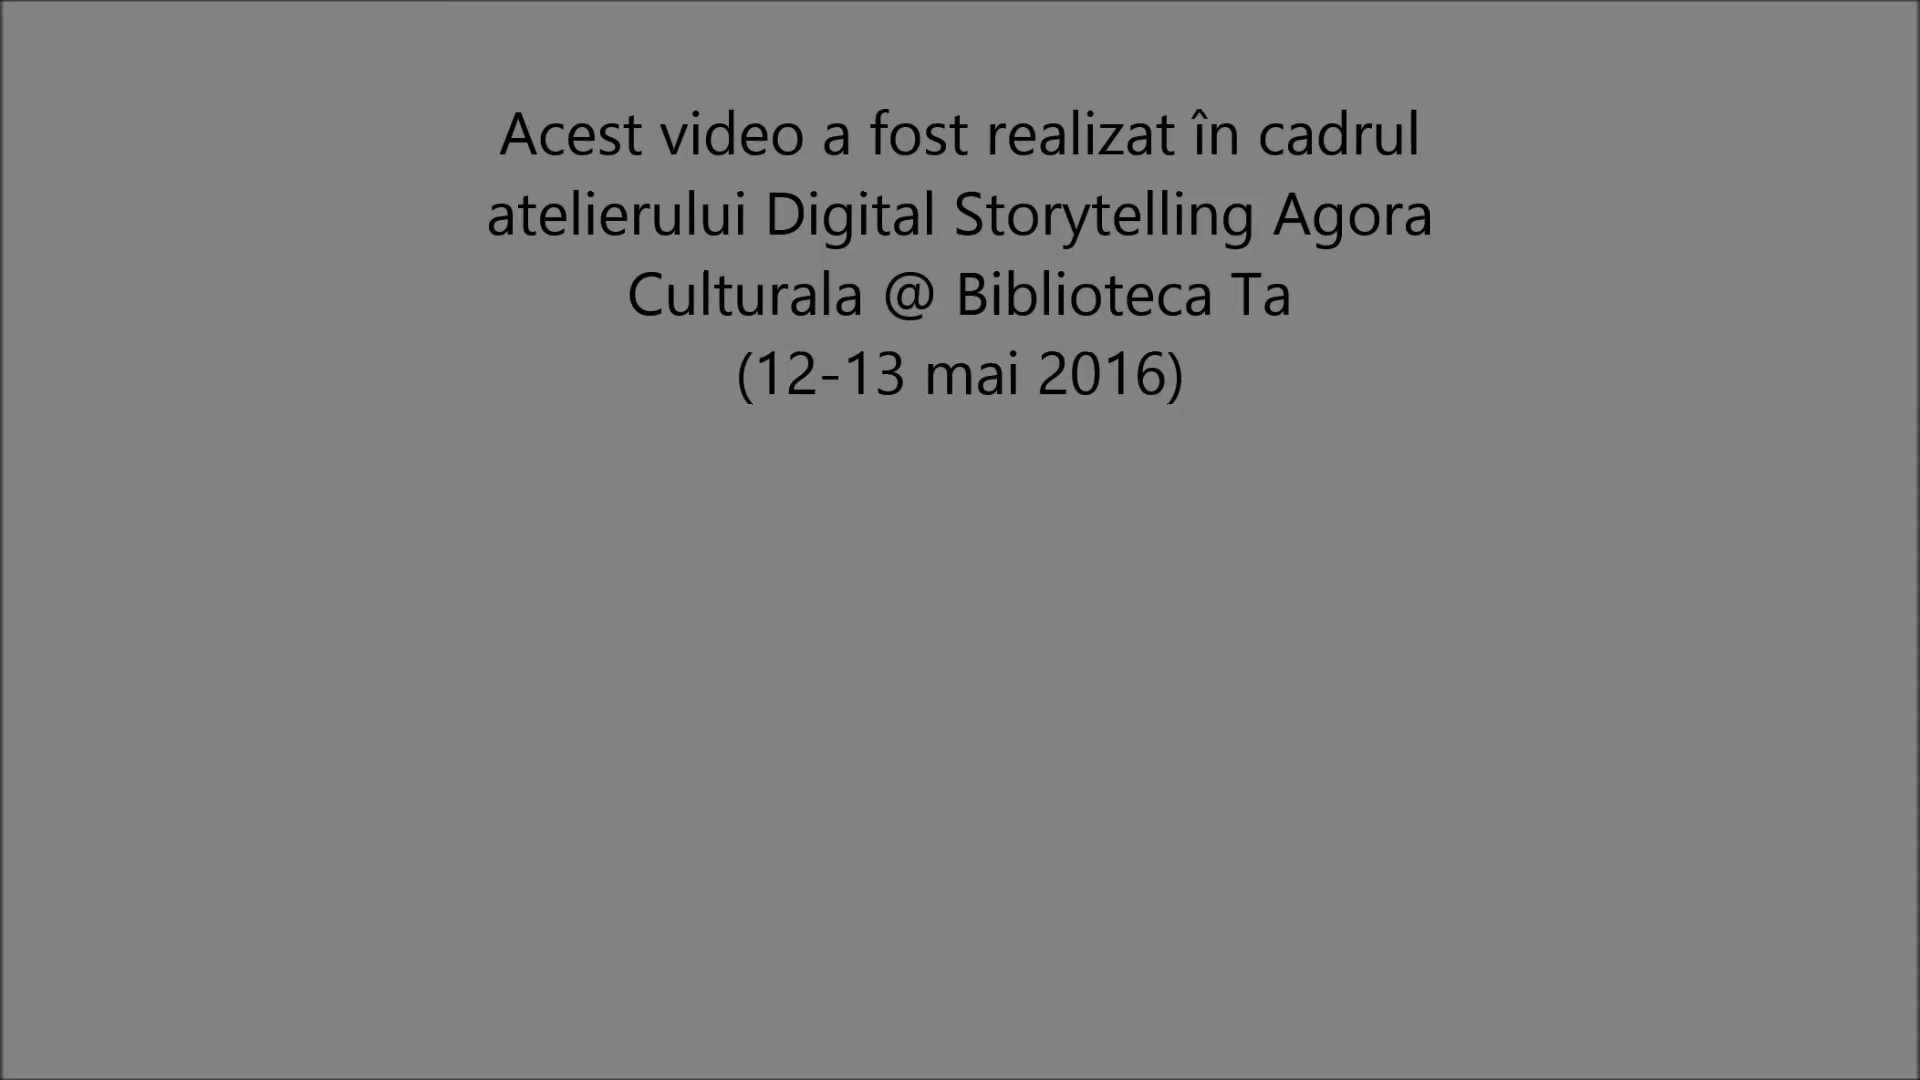 Acest video a fost realizat în cadrul
atelierului Digital Storytelling Agora
Culturala @ Biblioteca Ta
(12-13 mai 2016)